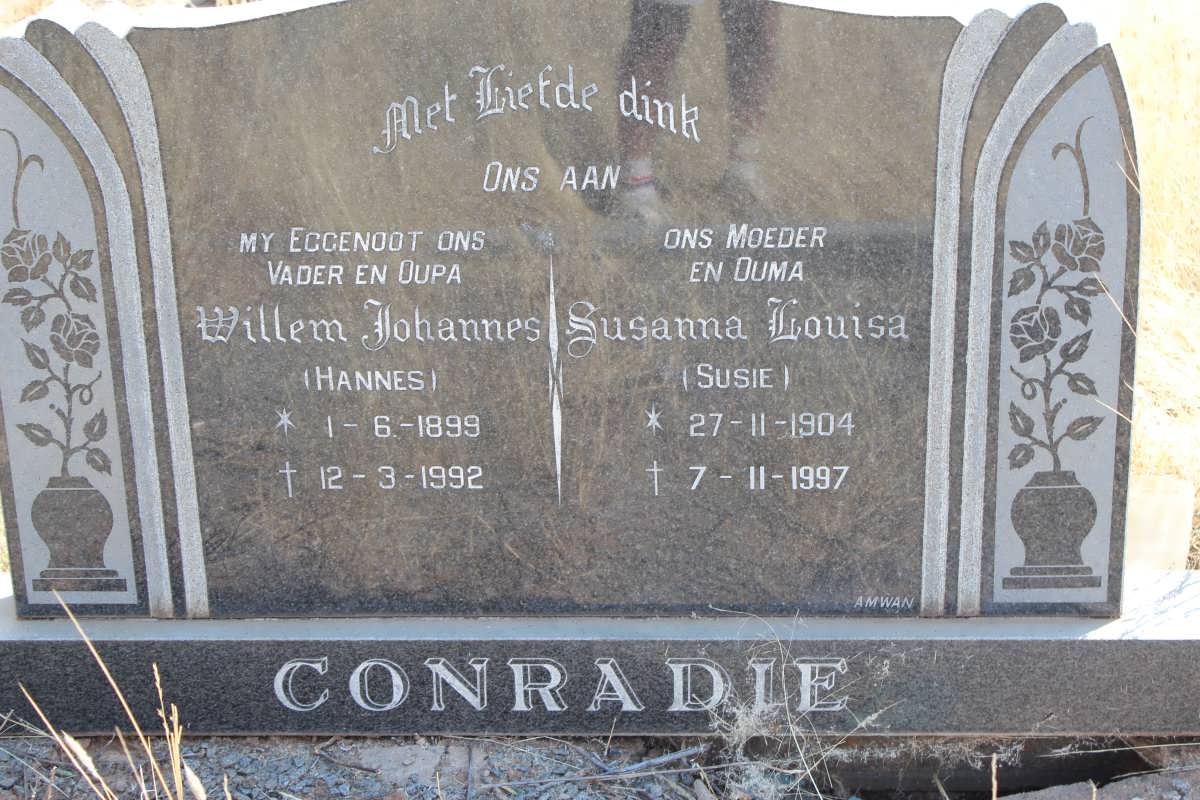 Met Liefde dink
ONS AAN
MY EGGENOOT ONS
VADER EN OUPA
Willem Johannes
(HANNES)
* 1-6-1899
† 12-3-1992
ONS MOEDER
EN OUMA
Susanna Louisa
(SUSIE)
* 27-11-1904
† 7-11-1997
AMWAN
CONRADIE